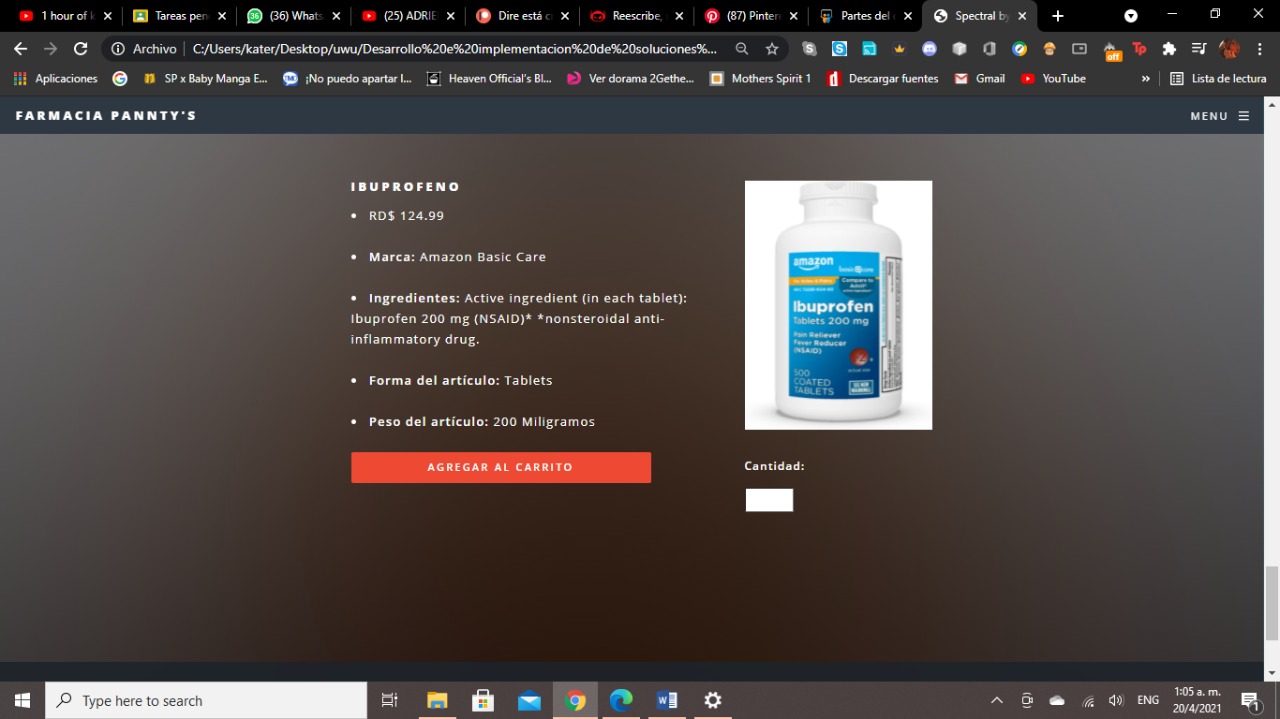 1 hour of k
Tareas pen
(36) Whats
(25) ADRIE
Dire está c
Reescribe,
(87) Pinter
Partes del
Spectral by
Archivo
C:/Users/kater/Desktop/uwu/Desarrollo%20e%20implementacion%20de%20soluciones%...
off
Aplicaciones
SP x Baby Manga E...
¡No puedo apartar l...
Heaven Official's Bl...
Ver dorama 2Gethe...
Mothers Spirit 1
Descargar fuentes
Gmail
YouTube
»
Lista de lectura
FARMACIA PANNTY'S
MENU
IBUPROFENO
• RD$ 124.99
• Marca: Amazon Basic Care
• Ingredientes: Active ingredient (in each tablet):
Ibuprofen 200 mg (NSAID)* *nonsteroidal anti-
inflammatory drug.
• Forma del artículo: Tablets
• Peso del artículo: 200 Miligramos
AGREGAR AL CARRITO
amazon
basic care
Compare to
Ibuprofen
Tablets 200 mg
Pain Reliever
Fever Reducer
(NSAID)
500
COATED
TABLETS
Cantidad:
Type here to search
ENG
1:05 a. m.
20/4/2021
1